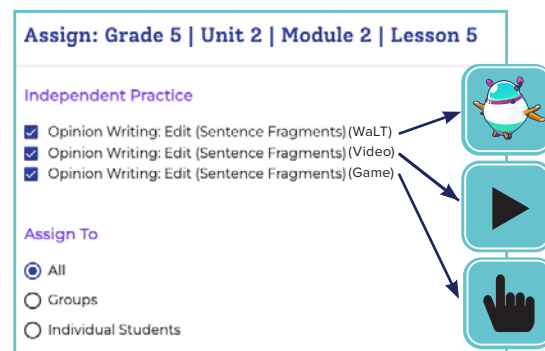 Assign: Grade 5 | Unit 2 | Module 2 | Lesson 5
Independent Practice
Opinion Writing: Edit (Sentence Fragments) (WaLT)
Opinion Writing: Edit (Sentence Fragments) (Video)
Opinion Writing: Edit (Sentence Fragments) (Game)
Assign To
All
Groups
Individual Students